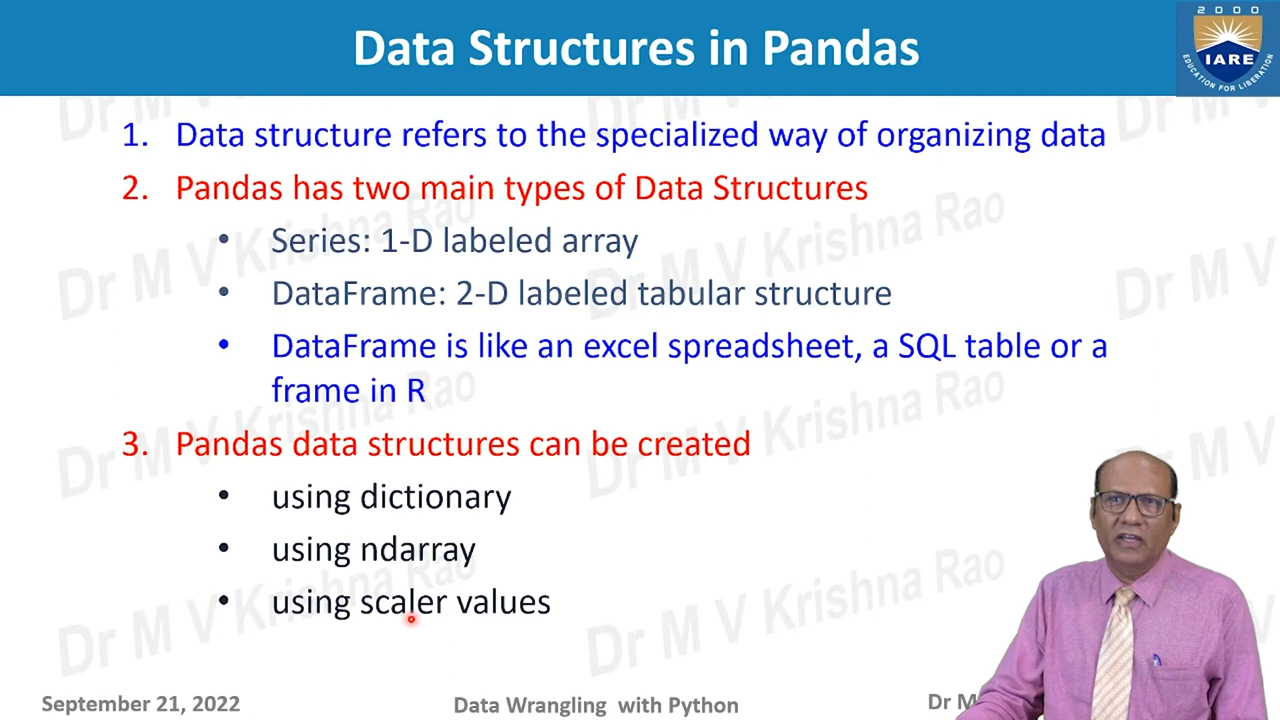 Data Structures in Pandas
2000
IARE
EDUCATION FOR LIBERATION
1. Data structure refers to the specialized way of organizing data
2. Pandas has two main types of Data Structures
• Series: 1-D labeled array
• DataFrame: 2-D labeled tabular structure
• DataFrame is like an excel spreadsheet, a SQL table or a
frame in R
3. Pandas data structures can be created
• using dictionary
• using ndarray
• using scaler values
Dr M V Krishna Rao
September 21, 2022
Data Wrangling with Python
Dr M